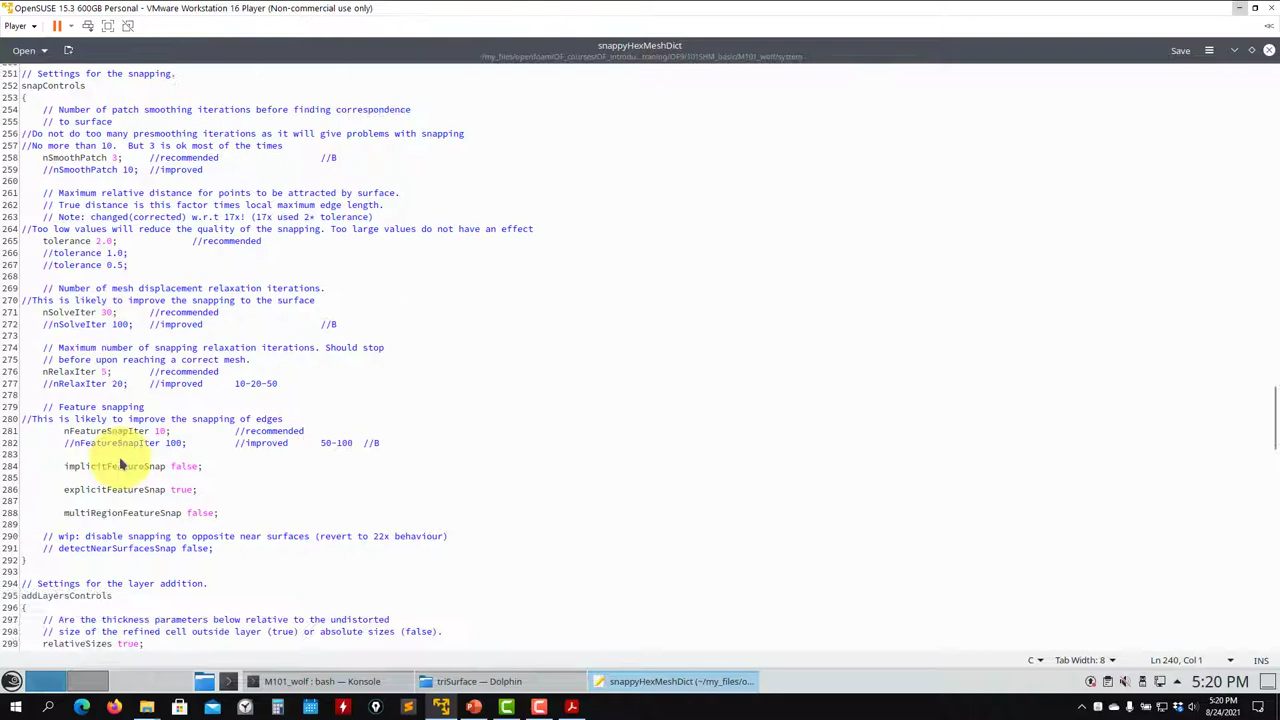 OpenSUSE 15.3 600GB Personal - VMware Workstation 16 Player (Non-commercial use only)
Player
Open
snappyHexMeshDict
Save
251 // Settings for the snapping.
252 snapControls
253 {
254 // Number of patch smoothing iterations before finding correspondence
255 // to surface
256 //Do not do too many presmoothing iterations as it will give problems with snapping
257 //No more than 10. But 3 is ok most of the times
258 nSmoothPatch 3; //recommended //B
259 //nSmoothPatch 10; //improved
260
261 // Maximum relative distance for points to be attracted by surface.
262 // True distance is this factor times local maximum edge length.
263 // Note: changed(corrected) w.r.t 17x! (17x used 2* tolerance)
264 //Too low values will reduce the quality of the snapping. Too large values do not have an effect
265 tolerance 2.0; //recommended
266 //tolerance 1.0;
267 //tolerance 0.5;
268
269 // Number of mesh displacement relaxation iterations.
270 //This is likely to improve the snapping to the surface
271 nSolveIter 30; //recommended
272 //nSolveIter 100; //improved //B
273
274 // Maximum number of snapping relaxation iterations. Should stop
275 // before upon reaching a correct mesh.
276 nRelaxIter 5; //recommended
277 //nRelaxIter 20; //improved 10-20-50
278
279 // Feature snapping
280 //This is likely to improve the snapping of edges
281 nFeatureSnapIter 10; //recommended
282 //nFeatureSnapIter 100; //improved 50-100 //B
283
284 implicitFeatureSnap false;
285
286 explicitFeatureSnap true;
287
288 multiRegionFeatureSnap false;
289
290 // wip: disable snapping to opposite near surfaces (revert to 22x behaviour)
291 // detectNearSurfacesSnap false;
292 }
293
294 // Settings for the layer addition.
295 addLayersControls
296 {
297 // Are the thickness parameters below relative to the undistorted
298 // size of the refined cell outside layer (true) or absolute sizes (false).
299 relativeSizes true;
C Tab Width: 8 Ln 240, Col 1 INS
M101_wolf : bash — Konsole
triSurface — Dolphin
snappyHexMeshDict (~/my_files/o...
5:20 PM
5:20 PM
8/24/2021